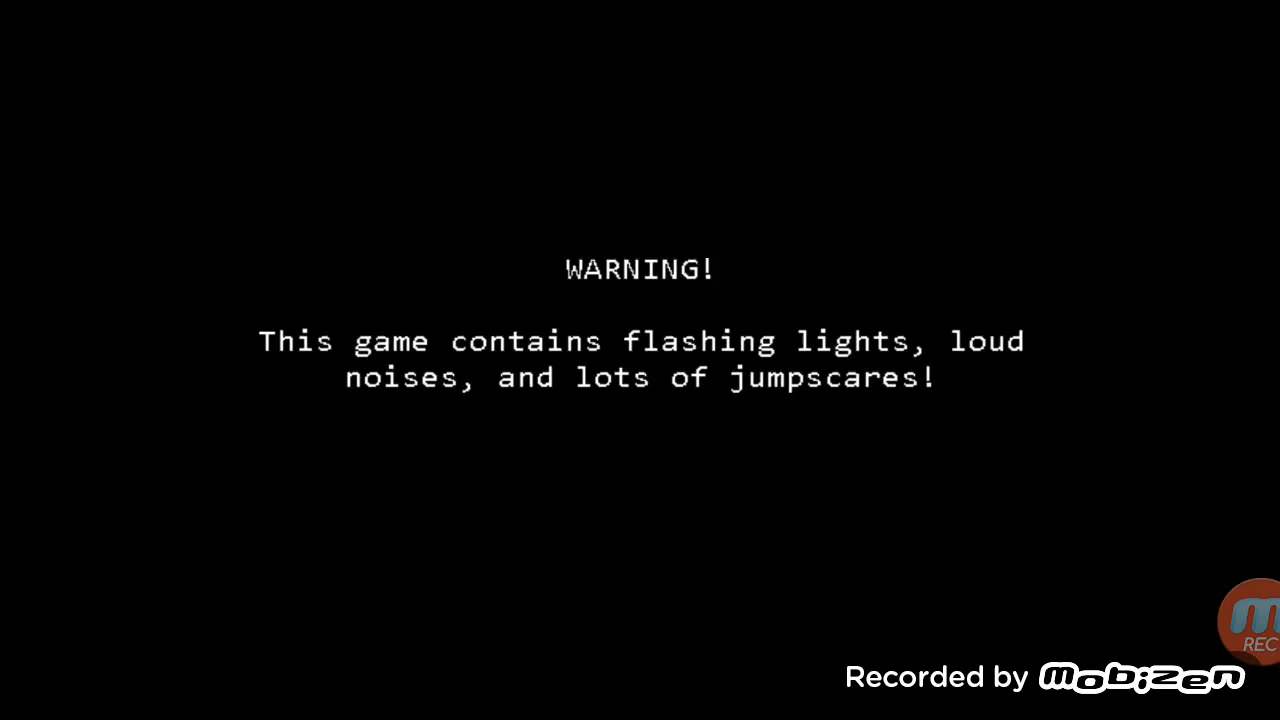 WARNING!
This game contains flashing lights, loud
noises, and lots of jumpscares!
REC
Recorded by mobizen